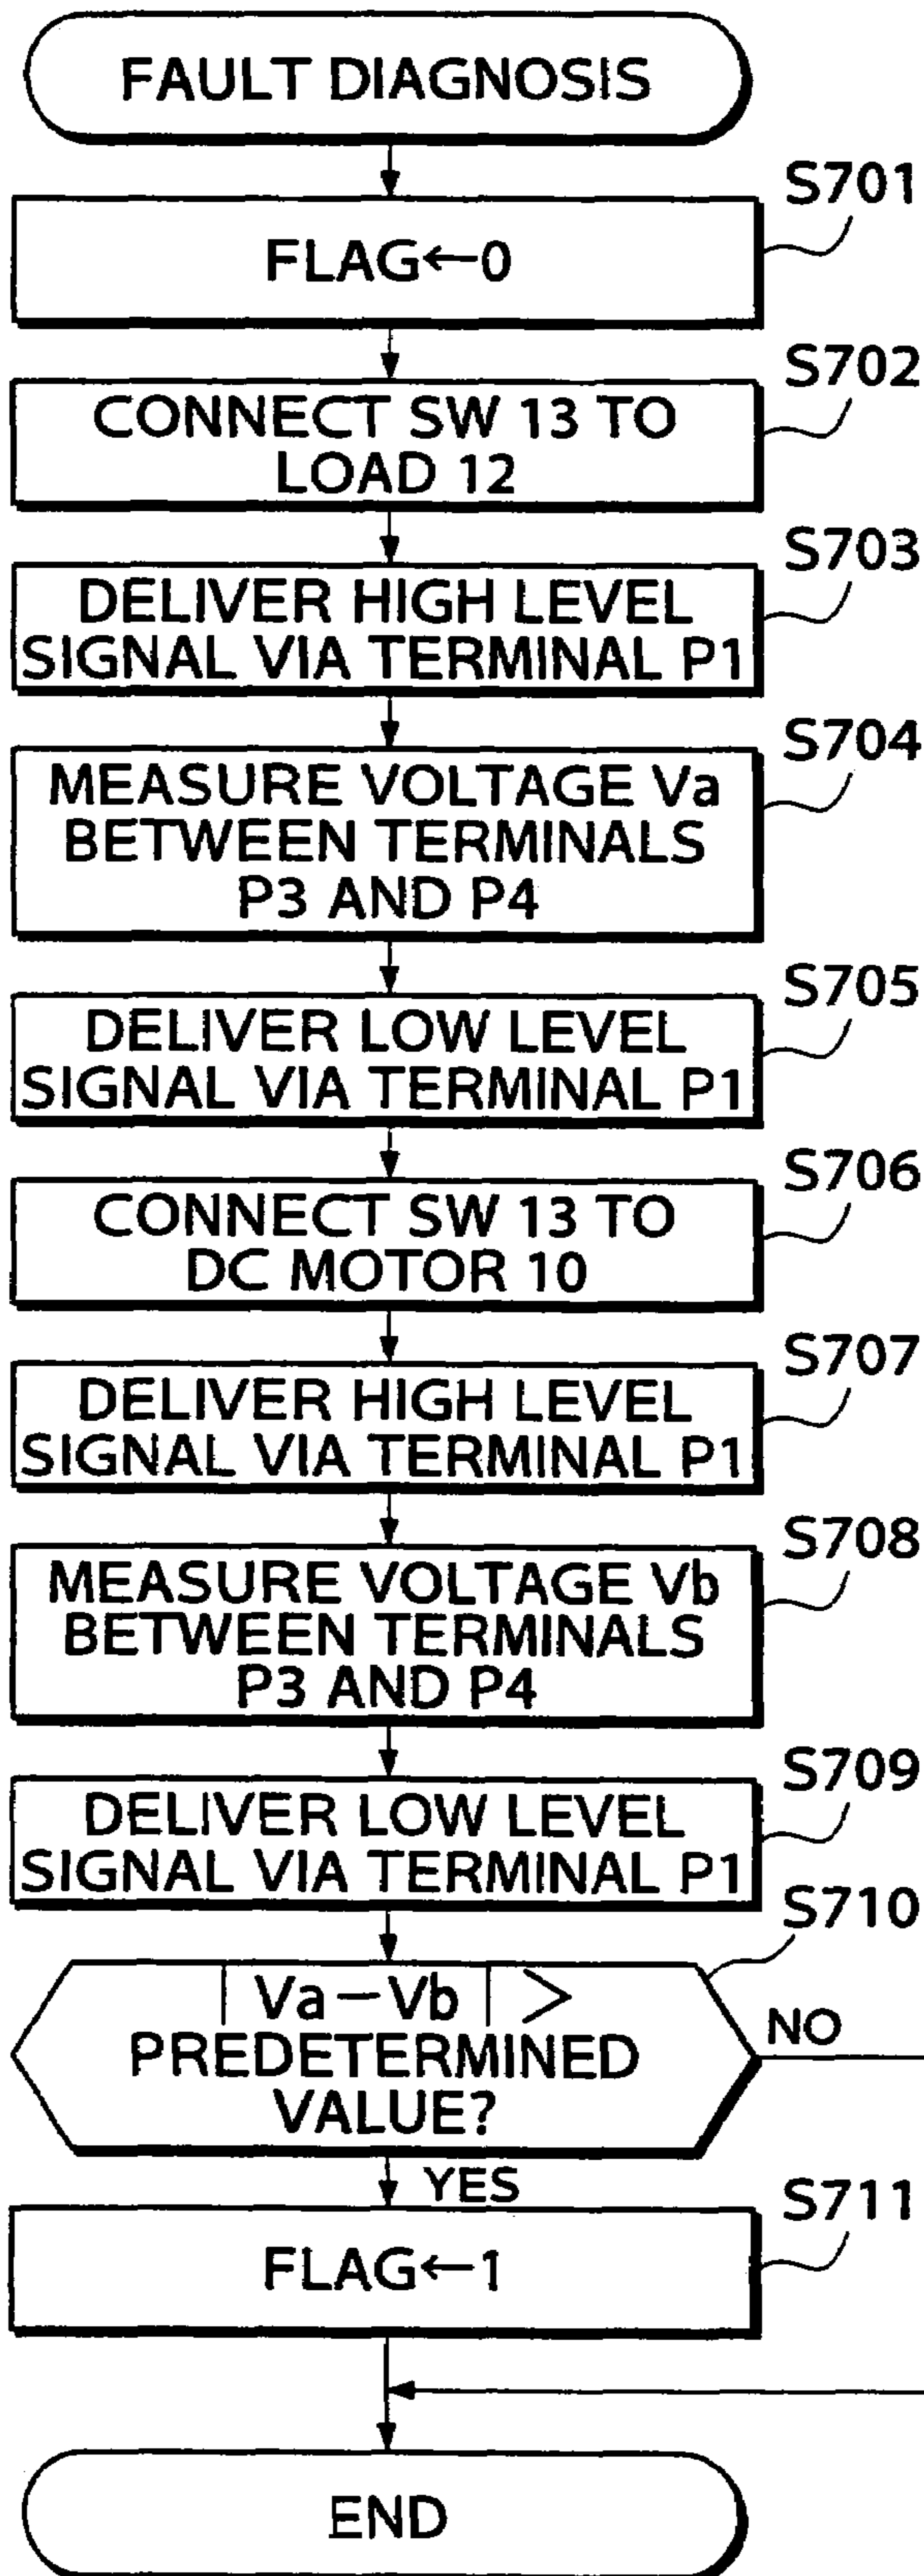 FAULT DIAGNOSIS
S701
FLAG←0
S702
CONNECT SW 13 TO
LOAD 12
S703
DELIVER HIGH LEVEL
SIGNAL VIA TERMINAL P1
S704
MEASURE VOLTAGE Va
BETWEEN TERMINALS
P3 AND P4
S705
DELIVER LOW LEVEL
SIGNAL VIA TERMINAL P1
S706
CONNECT SW 13 TO
DC MOTOR 10
S707
DELIVER HIGH LEVEL
SIGNAL VIA TERMINAL P1
S708
MEASURE VOLTAGE Vb
BETWEEN TERMINALS
P3 AND P4
S709
DELIVER LOW LEVEL
SIGNAL VIA TERMINAL P1
S710
|Va−Vb|>
PREDETERMINED
VALUE?
NO
YES
S711
FLAG←1
END